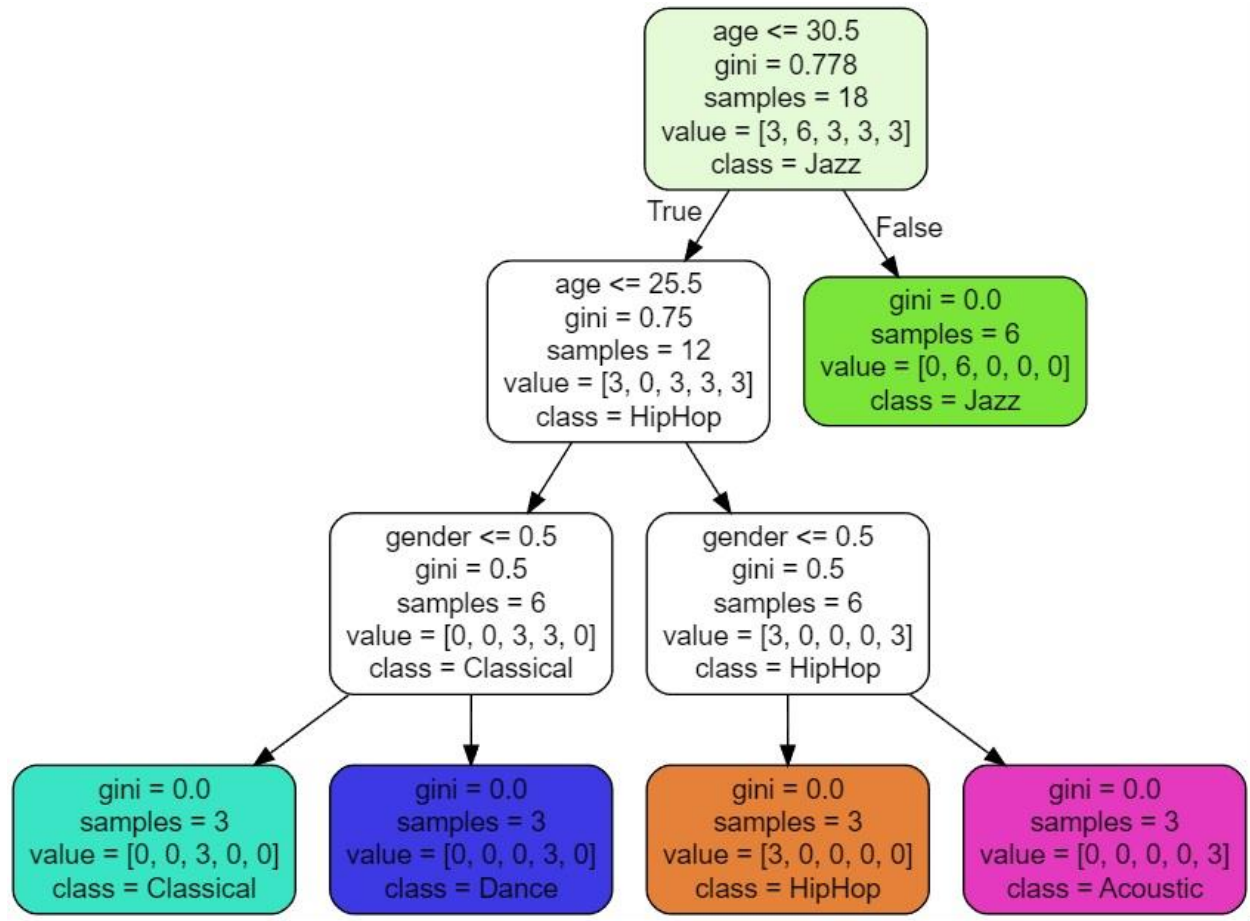 age <= 30.5
gini = 0.778
samples = 18
value = [3, 6, 3, 3, 3]
class = Jazz
True
False
age <= 25.5
gini = 0.75
samples = 12
value = [3, 0, 3, 3, 3]
class = HipHop
gini = 0.0
samples = 6
value = [0, 6, 0, 0, 0]
class = Jazz
gender <= 0.5
gini = 0.5
samples = 6
value = [0, 0, 3, 3, 0]
class = Classical
gender <= 0.5
gini = 0.5
samples = 6
value = [3, 0, 0, 0, 3]
class = HipHop
gini = 0.0
samples = 3
value = [0, 0, 3, 0, 0]
class = Classical
gini = 0.0
samples = 3
value = [0, 0, 0, 3, 0]
class = Dance
gini = 0.0
samples = 3
value = [3, 0, 0, 0, 0]
class = HipHop
gini = 0.0
samples = 3
value = [0, 0, 0, 0, 3]
class = Acoustic